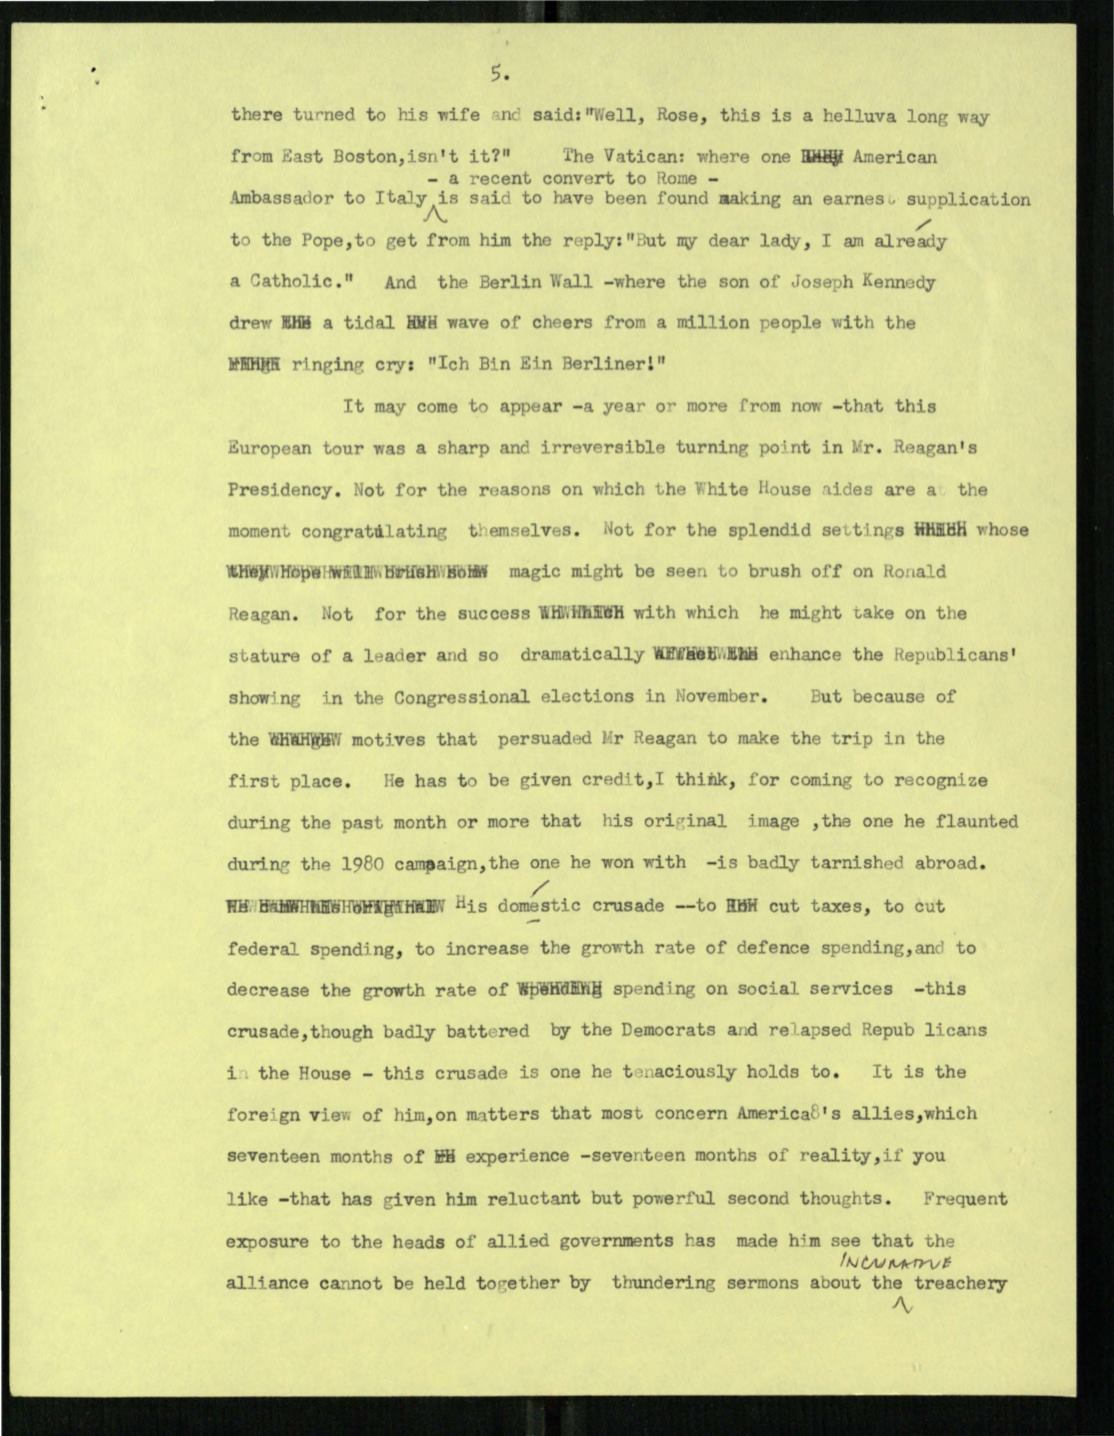 5.
there turned to his wife and said:"Well, Rose, this is a helluva long way
from East Boston,isn't it?" The Vatican: where one American
- a recent convert to Rome -
Ambassador to Italy is said to have been found making an earnest supplication
to the Pope,to get from him the reply:"But my dear lady, I am already
a Catholic." And the Berlin Wall -where the son of Joseph Kennedy
drew a tidal wave of cheers from a million people with the
ringing cry: "Ich Bin Ein Berliner!"
It may come to appear -a year or more from now -that this
European tour was a sharp and irreversible turning point in Mr. Reagan's
Presidency. Not for the reasons on which the White House aides are at the
moment congratulating themselves. Not for the splendid settings whose
they hope will brush some magic might be seen to brush off on Ronald
Reagan. Not for the success with which he might take on the
stature of a leader and so dramatically enhance the Republicans'
showing in the Congressional elections in November. But because of
the motives that persuaded Mr Reagan to make the trip in the
first place. He has to be given credit,I think, for coming to recognize
during the past month or more that his original image ,the one he flaunted
during the 1980 campaign,the one he won with -is badly tarnished abroad.
His domestic crusade --to cut taxes, to cut
federal spending, to increase the growth rate of defence spending,and to
decrease the growth rate of spending spending on social services -this
crusade,though badly battered by the Democrats and relapsed Repub licans
in the House - this crusade is one he tenaciously holds to. It is the
foreign view of him,on matters that most concern America8's allies,which
seventeen months of experience -seventeen months of reality,if you
like -that has given him reluctant but powerful second thoughts. Frequent
exposure to the heads of allied governments has made him see that the
INCURABLE
alliance cannot be held together by thundering sermons about the treachery